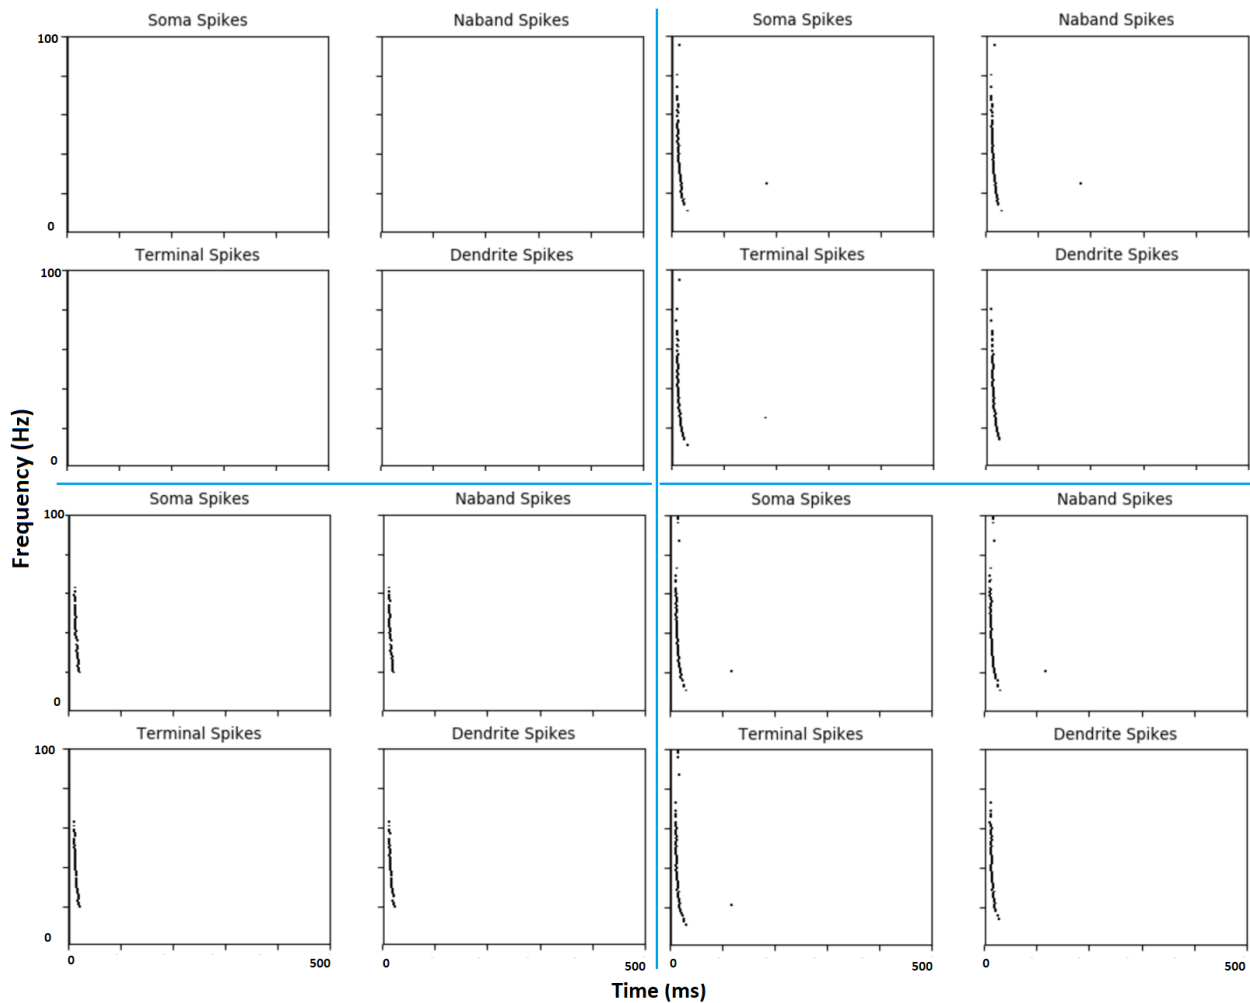 Soma Spikes Naband Spikes Soma Spikes Naband Spikes
100
0
Terminal Spikes Dendrite Spikes Terminal Spikes Dendrite Spikes
100
0
Frequency (Hz)
Soma Spikes Naband Spikes Soma Spikes Naband Spikes
100
0
Terminal Spikes Dendrite Spikes Terminal Spikes Dendrite Spikes
100
0
0 500 0 500 0 500 0 500
Time (ms)